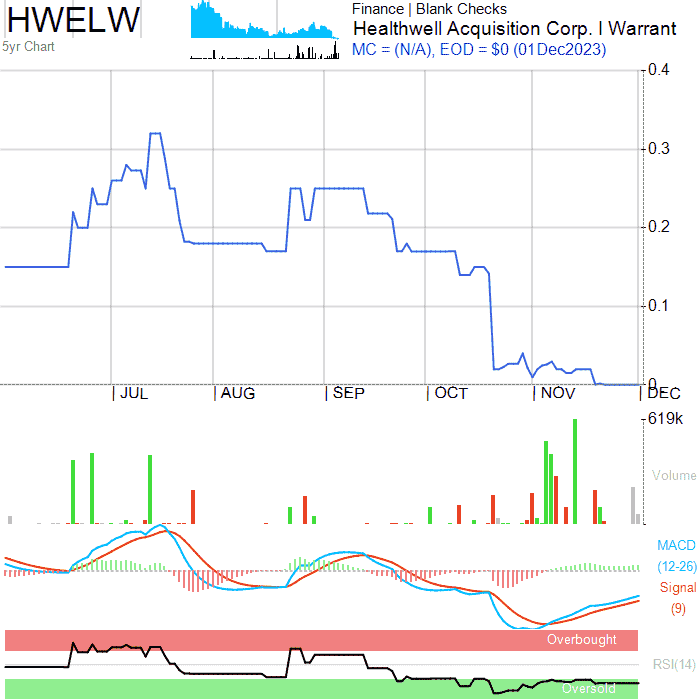 HWELW
5yr Chart
Finance | Blank Checks
Healthwell Acquisition Corp. I Warrant
MC = (N/A), EOD = $0 (01Dec2023)
0.4
0.3
0.2
0.1
0
JUL AUG SEP OCT NOV DEC
619k
Volume
MACD
(12-26)
Signal
(9)
Overbought
RSI(14)
Oversold